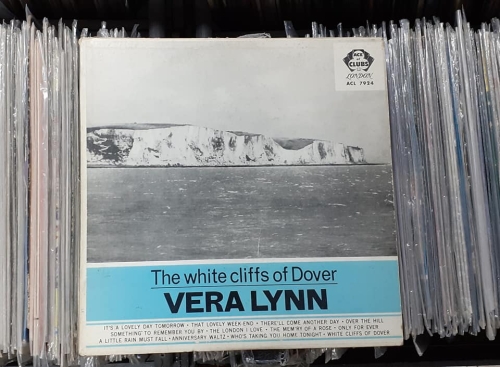 ACE of
CLUBS
LONDON
ACL 7954
The white cliffs of Dover
VERA LYNN
IT'S A LOVELY DAY TOMORROW • THAT LOVELY WEEK END • THERE'LL COME ANOTHER DAY • OVER THE HILL
SOMETHING TO REMEMBER YOU BY • THE LONDON I LOVE • THE MEM'RY OF A ROSE • ONLY FOR EVER
A LITTLE RAIN MUST FALL • ANNIVERSARY WALTZ • WHO'S TAKING YOU HOME TONIGHT • WHITE CLIFFS OF DOVER